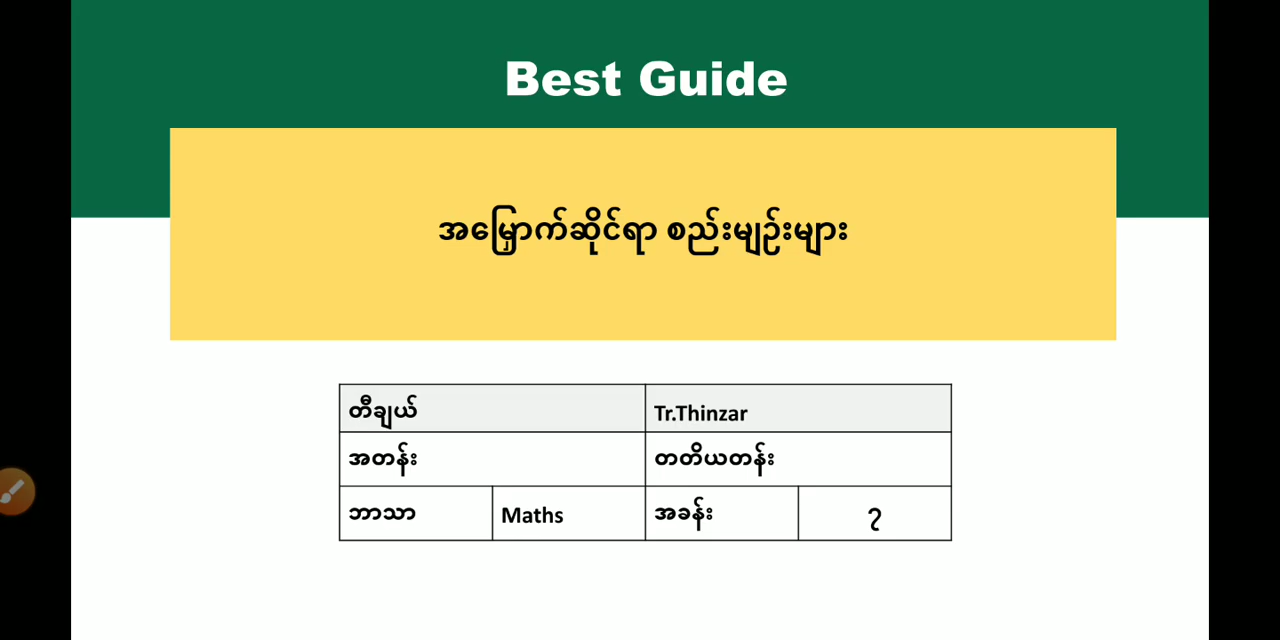 Best Guide
အမြှောက်ဆိုင်ရာ စည်းမျဉ်းများ
တီချယ် Tr.Thinzar
အတန်း တတိယတန်း
ဘာသာ Maths အခန်း ၇